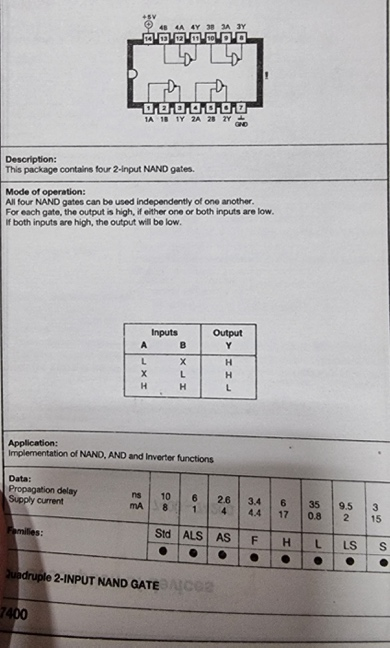 +5V
4B 4A 4Y 3B 3A 3Y
14 13 12 11 10 9 8
1 2 3 4 5 6 7
1A 1B 1Y 2A 2B 2Y GND
Description:
This package contains four 2-input NAND gates.
Mode of operation:
All four NAND gates can be used independently of one another.
For each gate, the output is high, if either one or both inputs are low.
If both inputs are high, the output will be low.
Inputs Output
A B Y
L X H
X L H
H H L
Application:
Implementation of NAND, AND and Inverter functions
Data:
Propagation delay ns 10 6 2.6 3.4 6 35 9.5 3
Supply current mA 8 1 4 4.4 17 0.8 2 15
Families: Std ALS AS F H L LS S
Quadruple 2-INPUT NAND GATE
7400